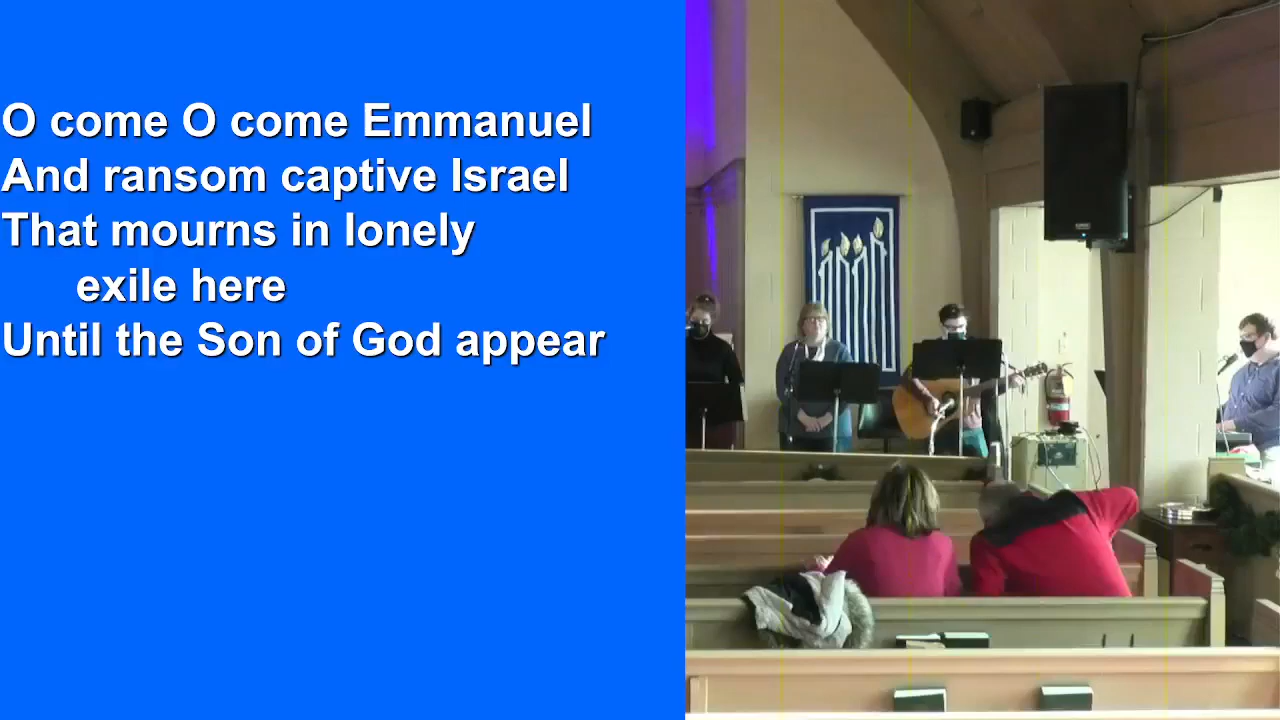 O come O come Emmanuel
And ransom captive Israel
That mourns in lonely
exile here
Until the Son of God appear